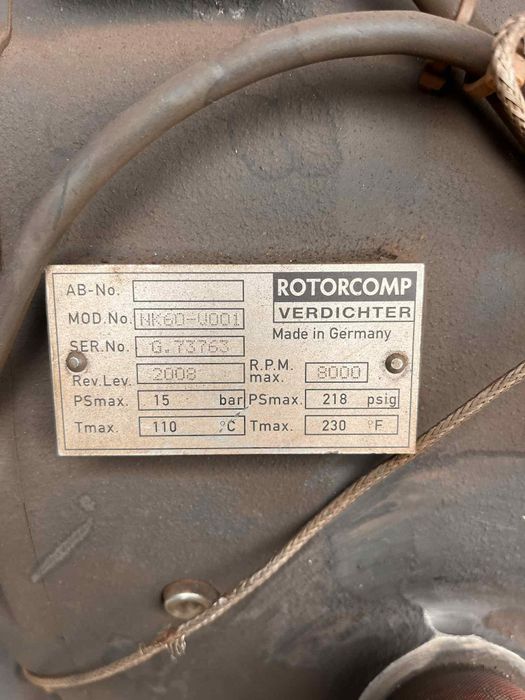 AB-No.
ROTORCOMP
VERDICHTER
MOD.No. NK60-V001
Made in Germany
SER.No. G.73763
Rev.Lev. 2008 R.P.M. max. 8000
PSmax. 15 bar PSmax. 218 psig
Tmax. 110 °C Tmax. 230 °F